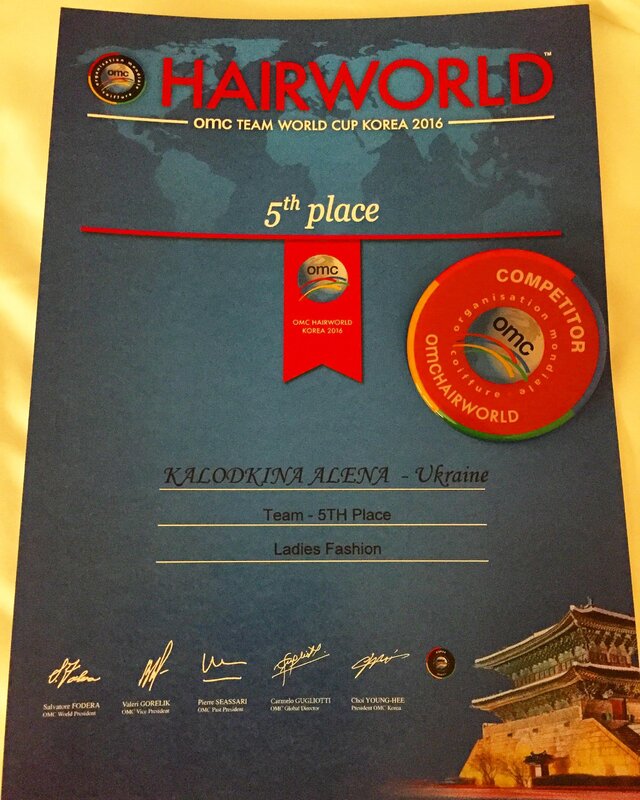 organisation mondiale coiffure
omc
HAIRWORLD™
omc TEAM WORLD CUP KOREA 2016
5th place
omc
OMC HAIRWORLD
KOREA 2016
COMPETITOR
organisation mondiale
omc
coiffure
omcHAIRWORLD
KALODKINA ALENA - Ukraine
Team - 5TH Place
Ladies Fashion
Salvatore FODERA
OMC World President
Valeri GORELIK
OMC Vice President
Pierre SEASSARI
OMC Past President
Carmelo GUGLIOTTI
OMC Global Director
Choi YOUNG-HEE
President OMC Korea